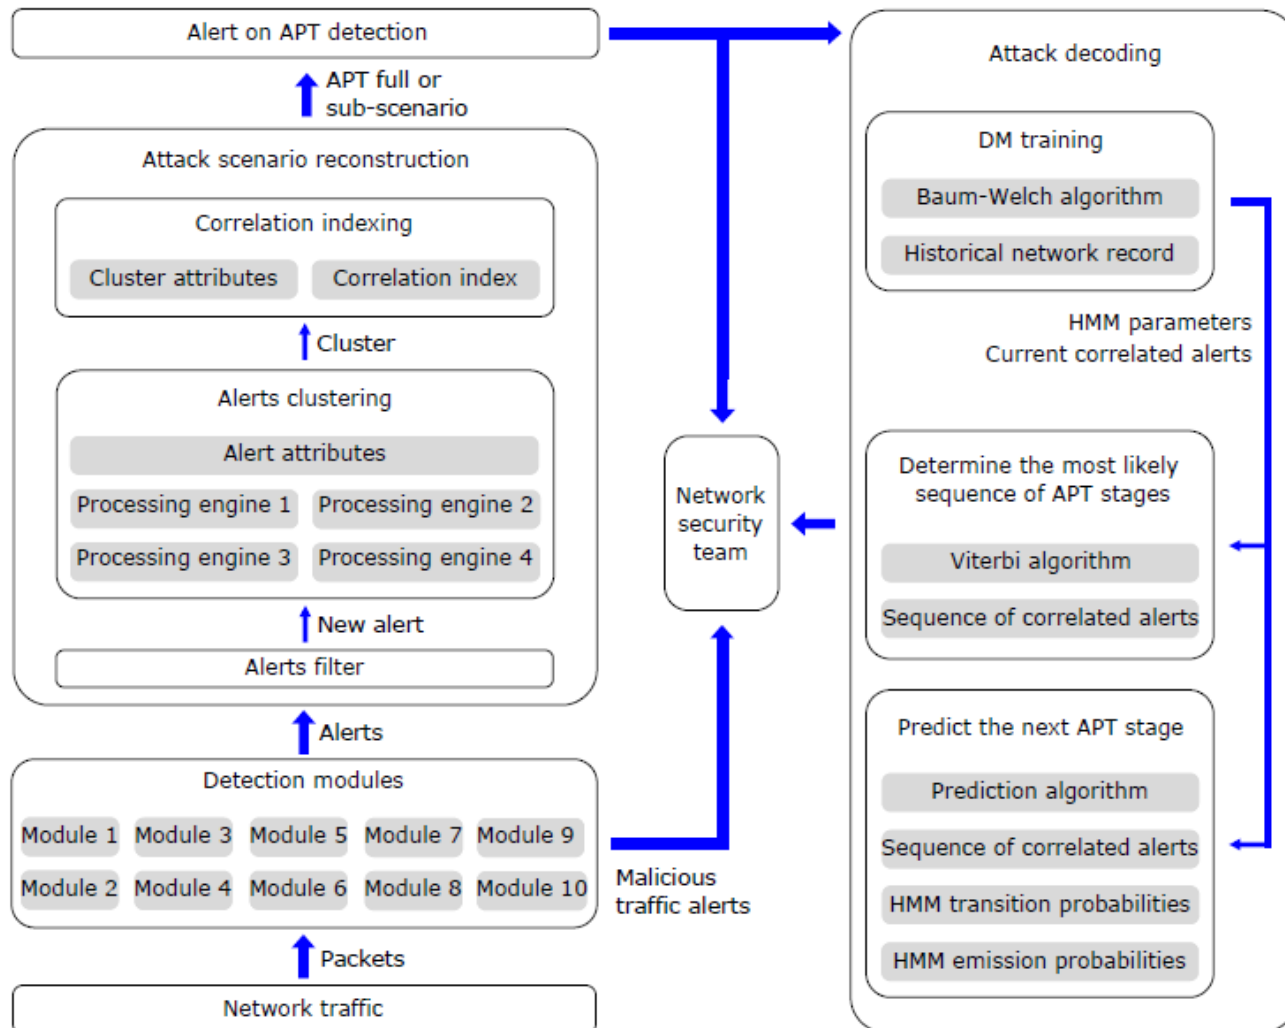 Alert on APT detection
APT full or
sub-scenario
Attack scenario reconstruction
Correlation indexing
Cluster attributes
Correlation index
Cluster
Alerts clustering
Alert attributes
Processing engine 1
Processing engine 2
Processing engine 3
Processing engine 4
New alert
Alerts filter
Alerts
Detection modules
Module 1
Module 3
Module 5
Module 7
Module 9
Module 2
Module 4
Module 6
Module 8
Module 10
Packets
Network traffic
Malicious
traffic alerts
Network
security
team
Attack decoding
DM training
Baum-Welch algorithm
Historical network record
HMM parameters
Current correlated alerts
Determine the most likely
sequence of APT stages
Viterbi algorithm
Sequence of correlated alerts
Predict the next APT stage
Prediction algorithm
Sequence of correlated alerts
HMM transition probabilities
HMM emission probabilities